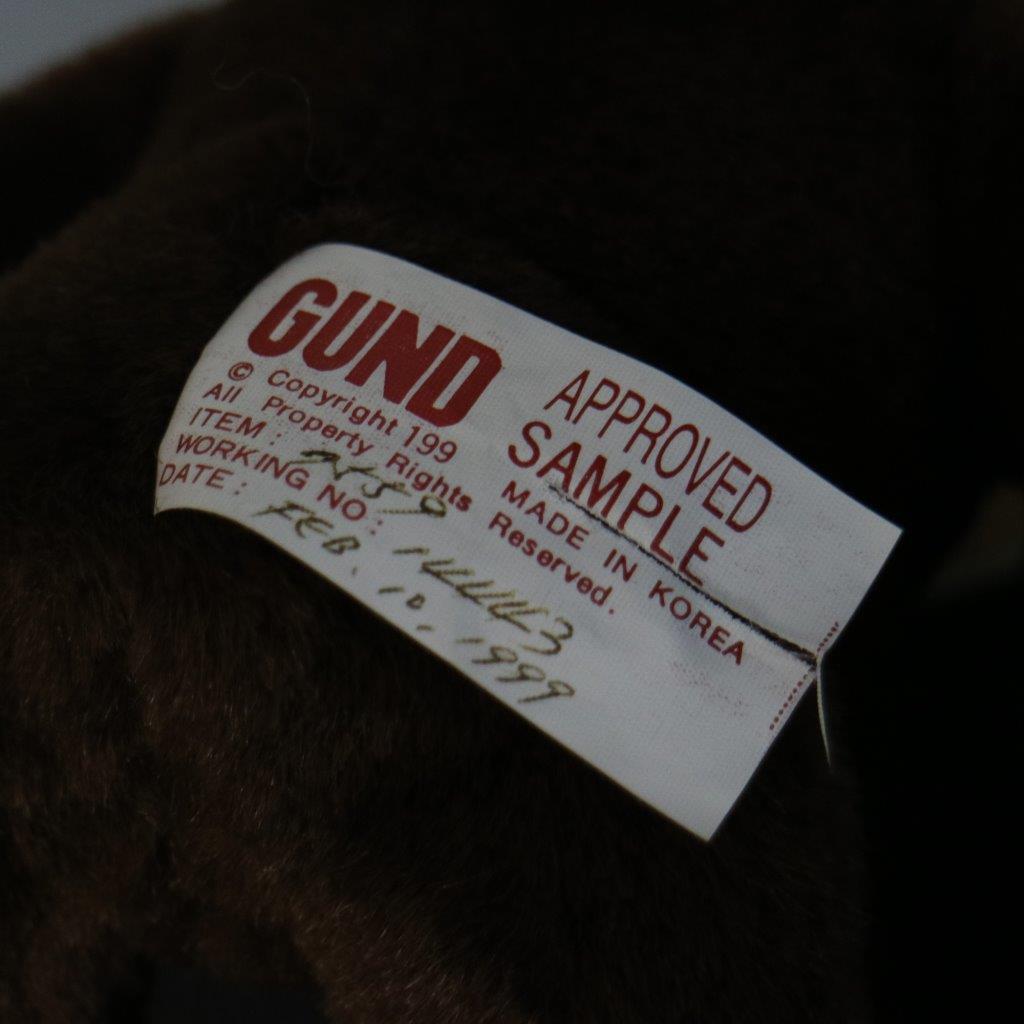 GUND
APPROVED
SAMPLE
© Copyright 199
All Property Rights Reserved.
MADE IN KOREA
ITEM:
WORKING NO:
DATE: FEB. 10, 1999